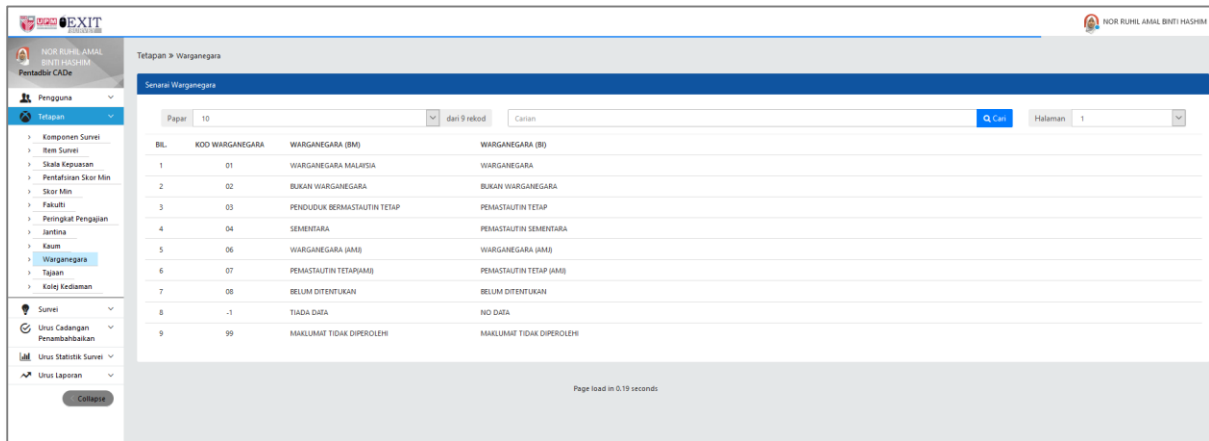 UPM EXIT
NOR RUHIL AMAL BINTI HASHIM
NOR RUHIL AMAL
BINTI HASHIM
Pentadbir CADe
Pengguna
Tetapan
Komponen Survei
Item Survei
Skala Kepuasan
Pentafsiran Skor Min
Skor Min
Fakulti
Peringkat Pengajian
Jantina
Kaum
Warganegara
Tajaan
Kolej Kediaman
Survei
Urus Cadangan
Penambahbaikan
Urus Statistik Survei
Urus Laporan
Collapse
Tetapan » Warganegara
Senarai Warganegara
Papar 10 dari 9 rekod Carian Cari Halaman 1
BIL. KOD WARGANEGARA WARGANEGARA (BM) WARGANEGARA (BI)
1 01 WARGANEGARA MALAYSIA WARGANEGARA
2 02 BUKAN WARGANEGARA BUKAN WARGANEGARA
3 03 PENDUDUK BERMASTAUTIN TETAP PEMASTAUTIN TETAP
4 04 SEMENTARA PEMASTAUTIN SEMENTARA
5 06 WARGANEGARA (AMJ) WARGANEGARA (AMJ)
6 07 PEMASTAUTIN TETAP(AMJ) PEMASTAUTIN TETAP (AMJ)
7 08 BELUM DITENTUKAN BELUM DITENTUKAN
8 -1 TIADA DATA NO DATA
9 99 MAKLUMAT TIDAK DIPEROLEHI MAKLUMAT TIDAK DIPEROLEHI
Page load in 0.19 seconds